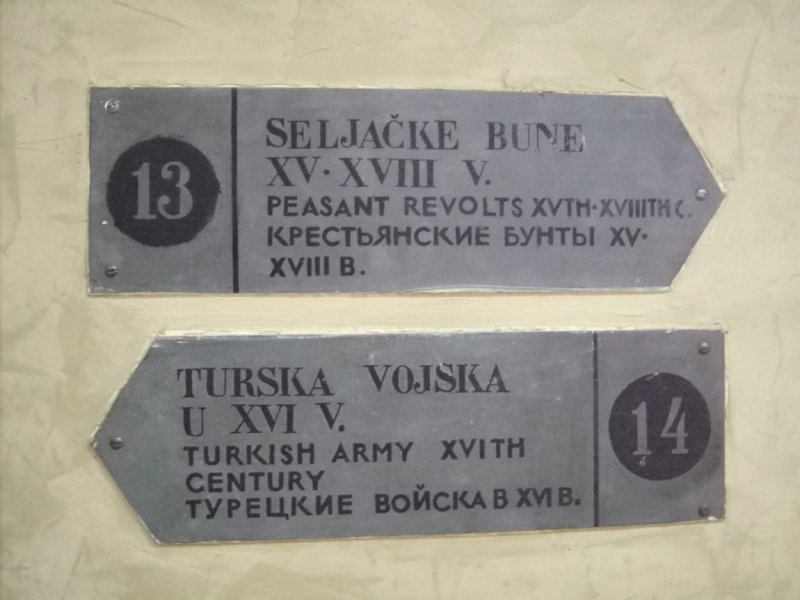 13
SELJAČKE BUNE
XV·XVIII V.
PEASANT REVOLTS XVTH·XVIIITH C.
КРЕСТЬЯНСКИЕ БУНТЫ XV·
XVIII В.
TURSKA VOJSKA
U XVI V.
TURKISH ARMY XVITH
CENTURY
ТУРЕЦКИЕ ВОЙСКА В XVI В.
14